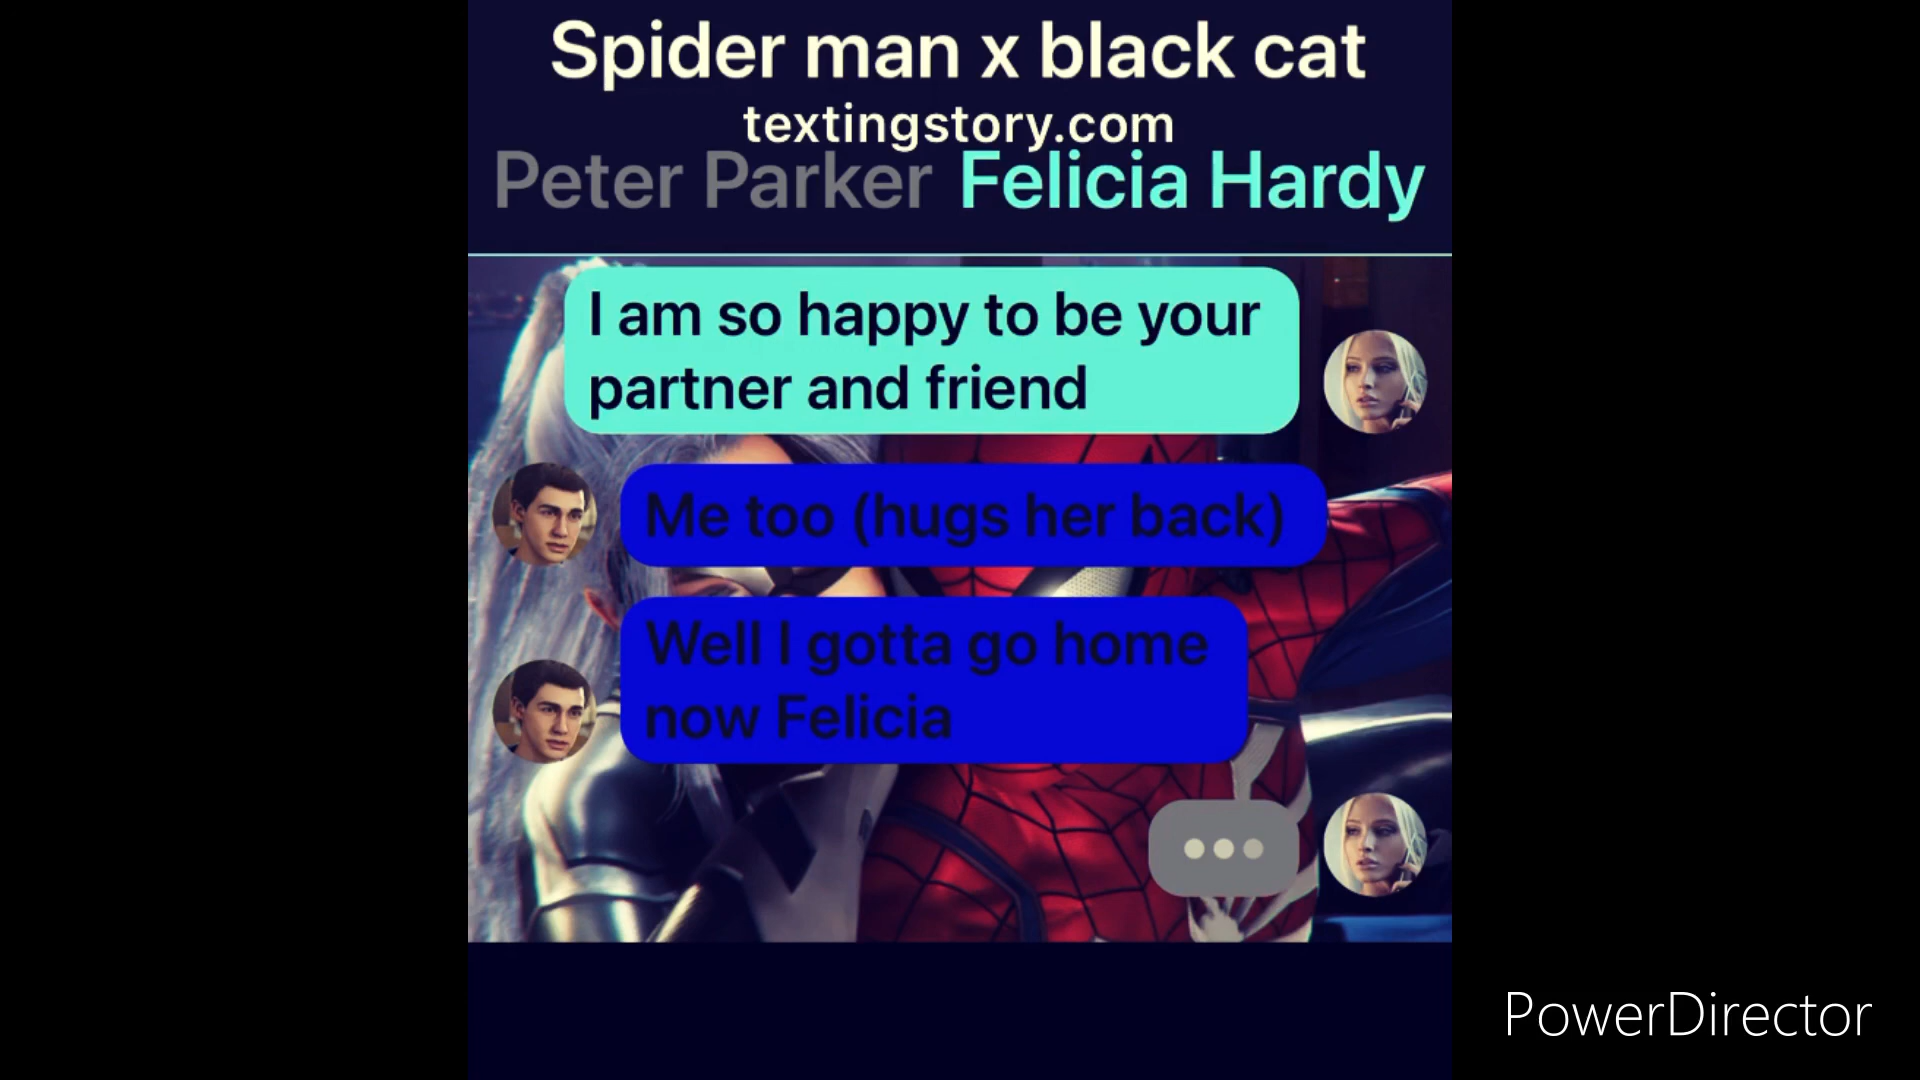 Spider man x black cat
textingstory.com
Peter Parker Felicia Hardy
I am so happy to be your
partner and friend
Me too (hugs her back)
Well I gotta go home
now Felicia
PowerDirector